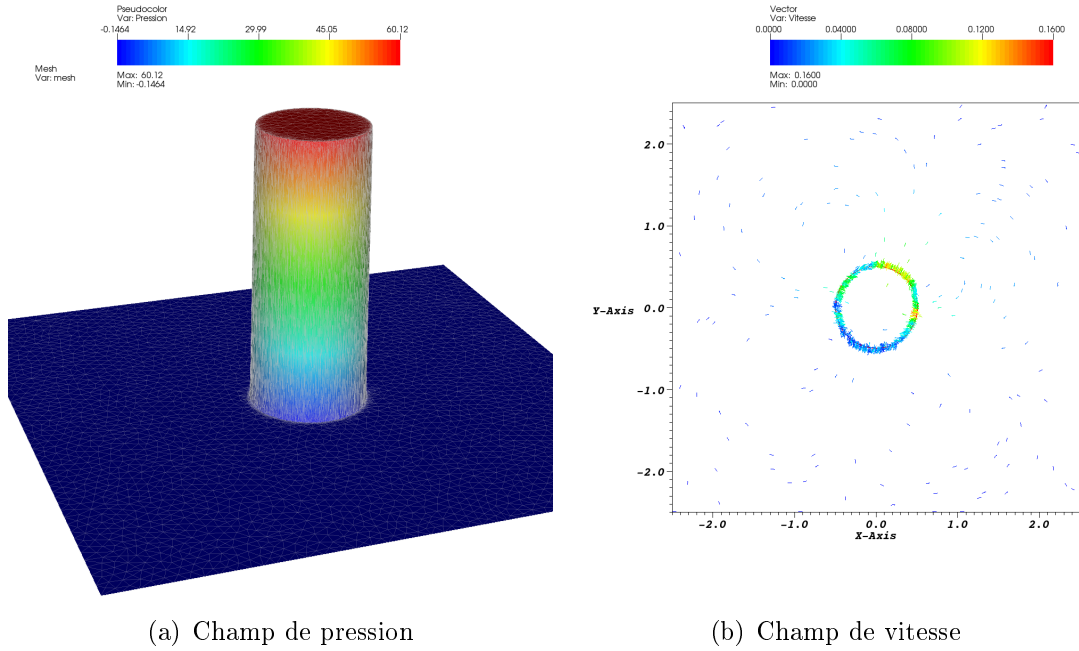 Pseudocolor
Var: Pression
-0.1464 14.92 29.99 45.05 60.12
Max: 60.12
Min: -0.1464
Mesh
Var: mesh
(a) Champ de pression
Vector
Var: Vitesse
0.0000 0.04000 0.08000 0.1200 0.1600
Max: 0.1600
Min: 0.0000
2.0
1.0
Y-Axis 0.0
-1.0
-2.0
-2.0 -1.0 0.0 1.0 2.0
X-Axis
(b) Champ de vitesse